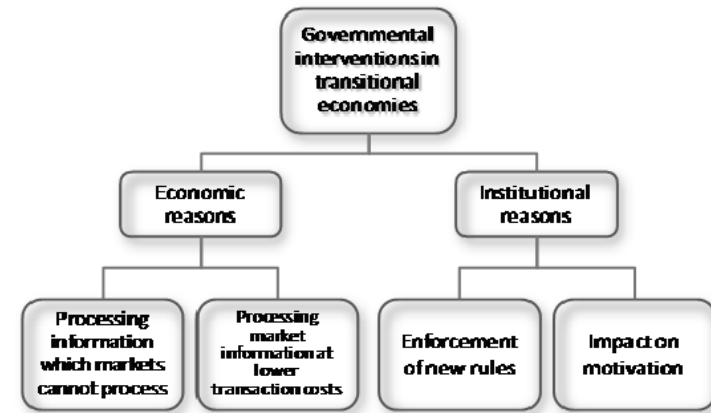 Governmental
interventions in
transitional
economies
Economic
reasons
Institutional
reasons
Processing
information
which markets
cannot process
Processing
market
information at
lower
transaction costs
Enforcement
of new rules
Impact on
motivation